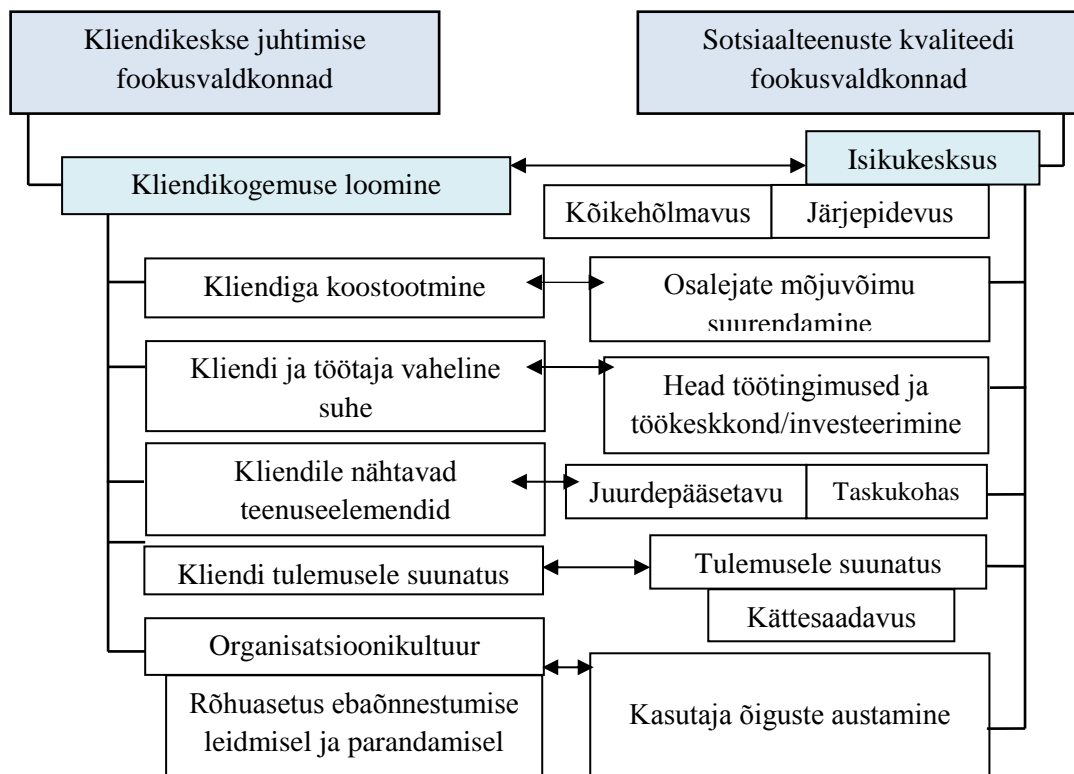 Kliendikeskse juhtimise
fookusvaldkonnad
Sotsiaalteenuste kvaliteedi
fookusvaldkonnad
Kliendikogemuse loomine
Isikukesksus
Kõikehõlmavus
Järjepidevus
Kliendiga koostootmine
Osalejate mõjuvõimu
suurendamine
Kliendi ja töötaja vaheline
suhe
Head töötingimused ja
töökeskkond/investeerimine
Kliendile nähtavad
teenuseelemendid
Juurdepääsetavu
Taskukohas
Kliendi tulemusele suunatus
Tulemusele suunatus
Kättesaadavus
Organisatsioonikultuur
Rõhuasetus ebaõnnestumise
leidmisel ja parandamisel
Kasutaja õiguste austamine